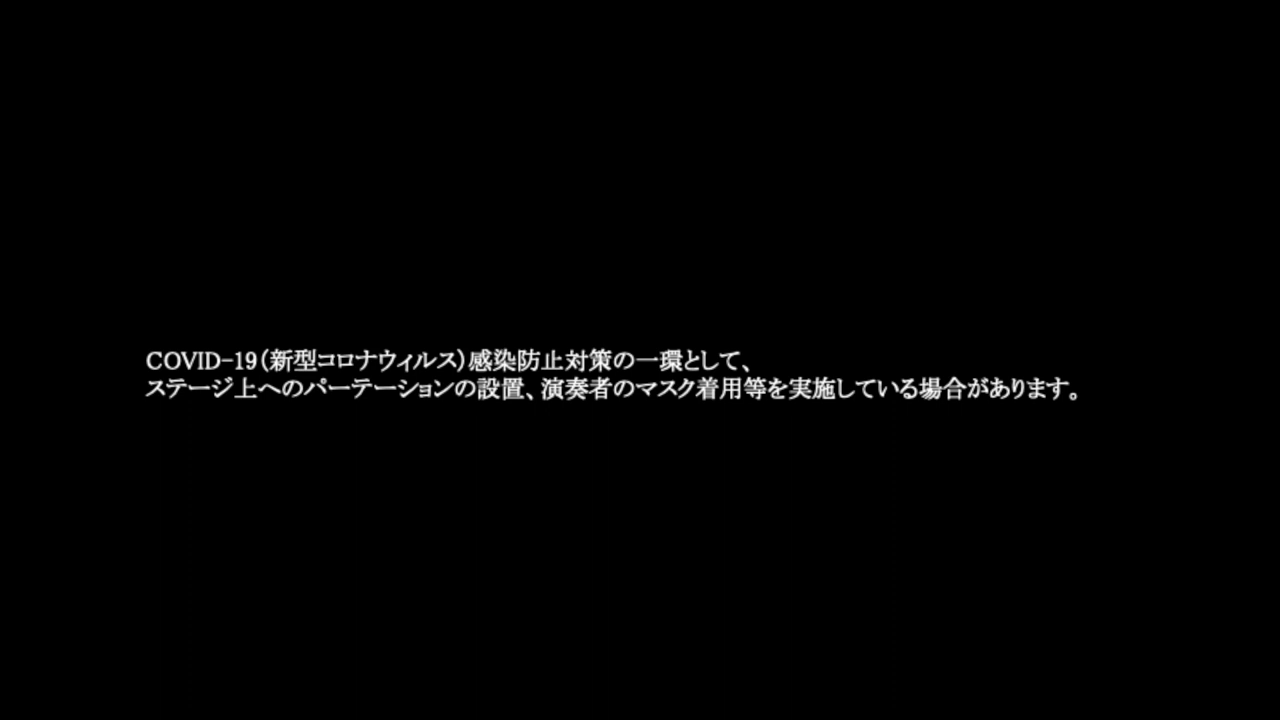 COVID-19(新型コロナウィルス)感染防止対策の一環として、
ステージ上へのパーテーションの設置、演奏者のマスク着用等を実施している場合があります。